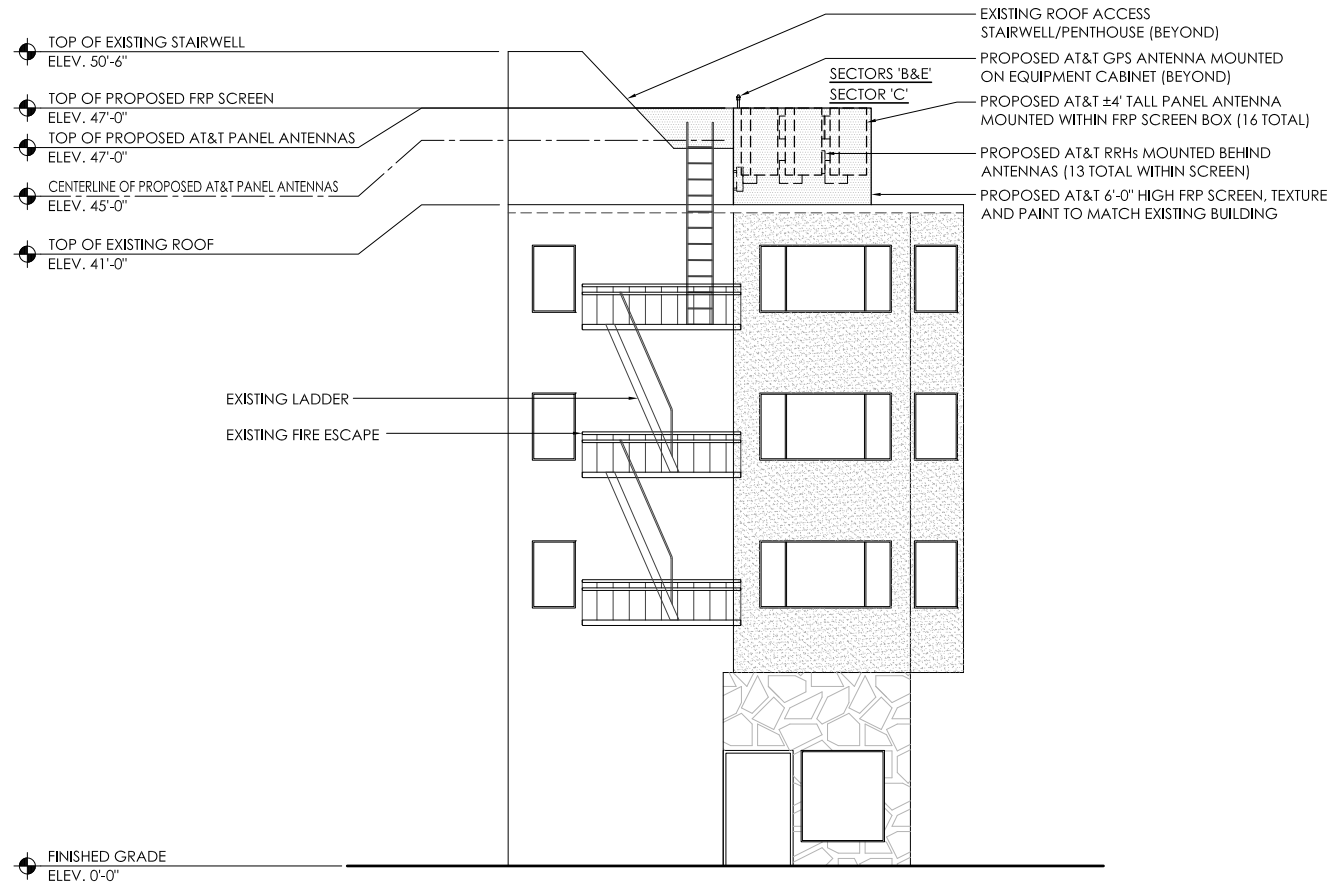 TOP OF EXISTING STAIRWELL
ELEV. 50'-6"
TOP OF PROPOSED FRP SCREEN
ELEV. 47'-0"
TOP OF PROPOSED AT&T PANEL ANTENNAS
ELEV. 47'-0"
CENTERLINE OF PROPOSED AT&T PANEL ANTENNAS
ELEV. 45'-0"
TOP OF EXISTING ROOF
ELEV. 41'-0"
EXISTING LADDER
EXISTING FIRE ESCAPE
FINISHED GRADE
ELEV. 0'-0"
SECTORS 'B&E'
SECTOR 'C'
EXISTING ROOF ACCESS
STAIRWELL/PENTHOUSE (BEYOND)
PROPOSED AT&T GPS ANTENNA MOUNTED
ON EQUIPMENT CABINET (BEYOND)
PROPOSED AT&T ±4' TALL PANEL ANTENNA
MOUNTED WITHIN FRP SCREEN BOX (16 TOTAL)
PROPOSED AT&T RRHs MOUNTED BEHIND
ANTENNAS (13 TOTAL WITHIN SCREEN)
PROPOSED AT&T 6'-0" HIGH FRP SCREEN, TEXTURE
AND PAINT TO MATCH EXISTING BUILDING